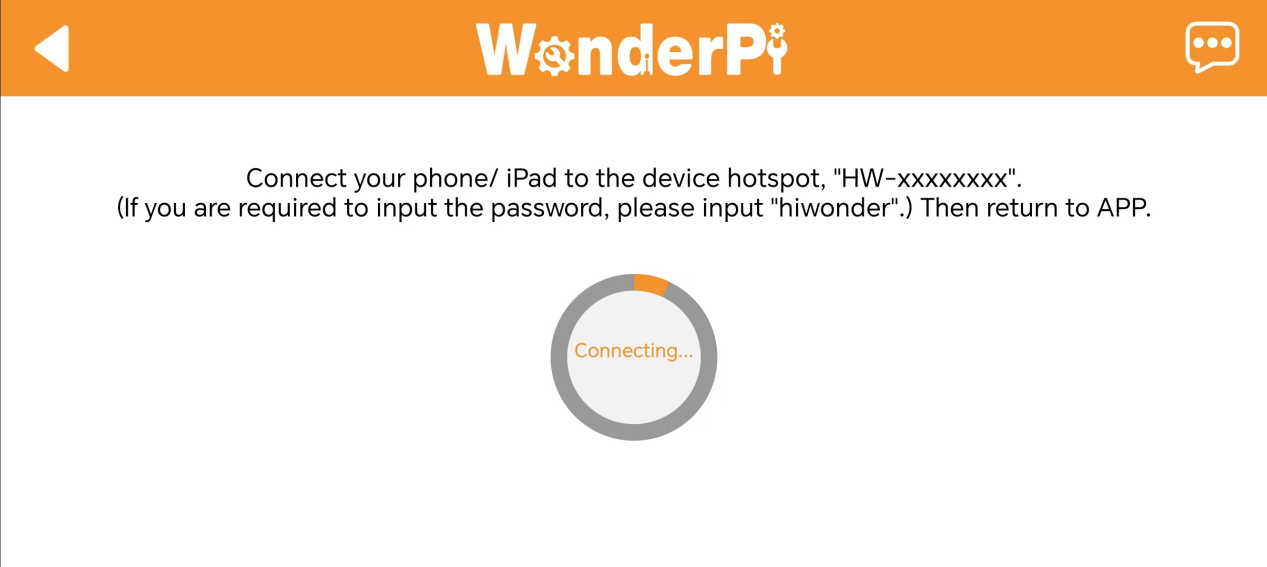 WonderPi
Connect your phone/ iPad to the device hotspot, "HW-xxxxxxxx".
(If you are required to input the password, please input "hiwonder".) Then return to APP.
Connecting...